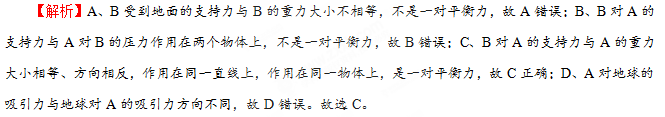 【解析】A、B 受到地面的支持力与 B 的重力大小不相等，不是一对平衡力，故 A 错误；B、B 对 A 的
支持力与 A 对 B 的压力作用在两个物体上，不是一对平衡力，故 B 错误；C、B 对 A 的支持力与 A 的重力
大小相等、方向相反，作用在同一直线上，作用在同一物体上，是一对平衡力，故 C 正确；D、A 对地球的
吸引力与地球对 A 的吸引力方向不同，故 D 错误。故选 C。